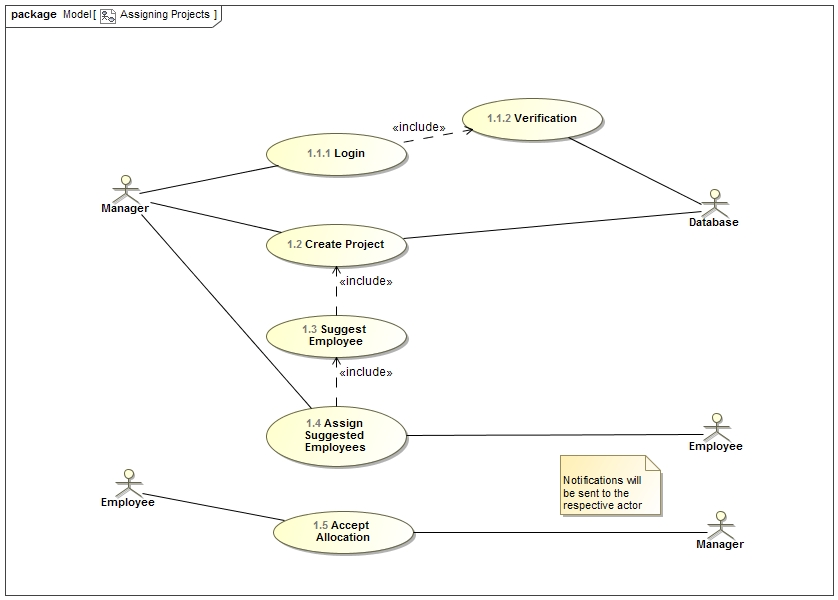 package Model [ Assigning Projects ]
«include»
1.1.2 Verification
1.1.1 Login
Manager
Database
1.2 Create Project
«include»
1.3 Suggest
Employee
«include»
1.4 Assign
Suggested
Employees
Employee
Notifications will
be sent to the
respective actor
Employee
1.5 Accept
Allocation
Manager